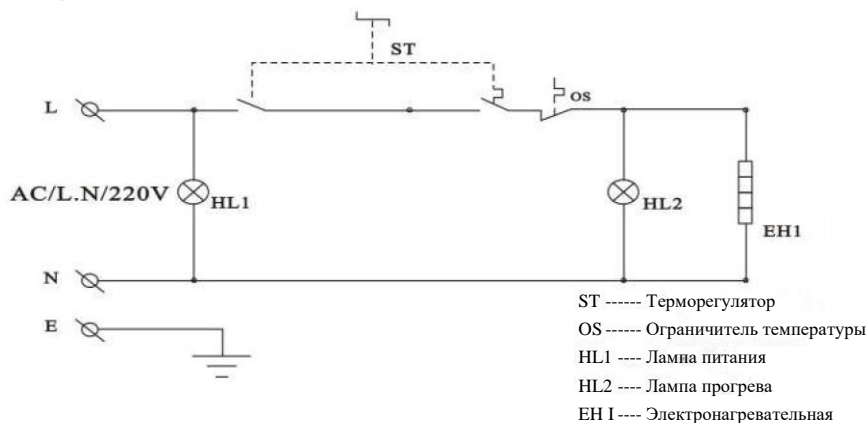 ST
L
OS
AC/L.N/220V
HL1
HL2
EH1
N
E
ST ------ Терморегулятор
OS ------ Ограничитель температуры
HL1 ---- Лампа питания
HL2 ---- Лампа прогрева
EH I ---- Электронагревательная